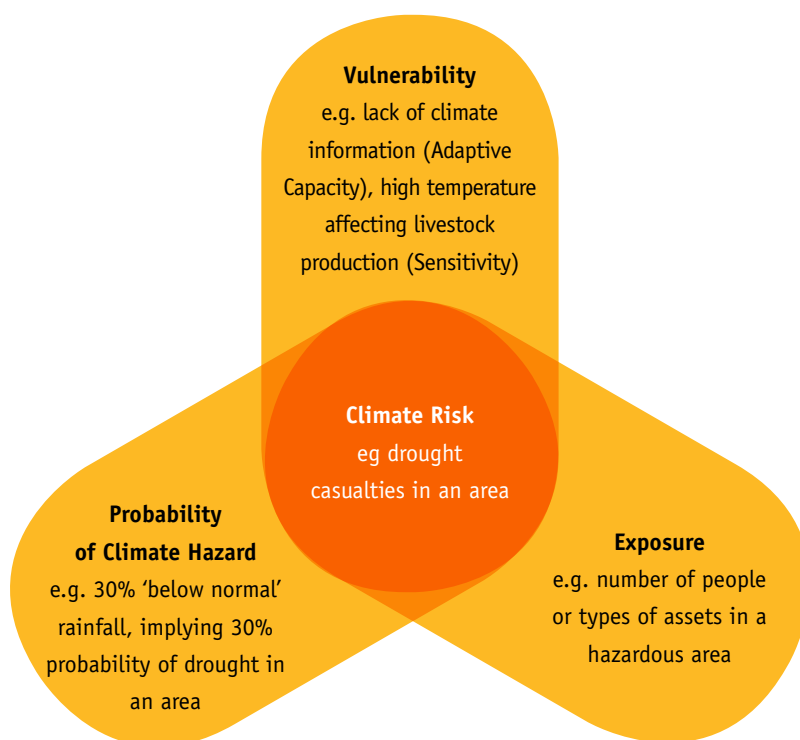 Vulnerability
e.g. lack of climate
information (Adaptive
Capacity), high temperature
affecting livestock
production (Sensitivity)
Climate Risk
eg drought
casualties in an area
Probability
of Climate Hazard
e.g. 30% ‘below normal’
rainfall, implying 30%
probability of drought in
an area
Exposure
e.g. number of people
or types of assets in a
hazardous area